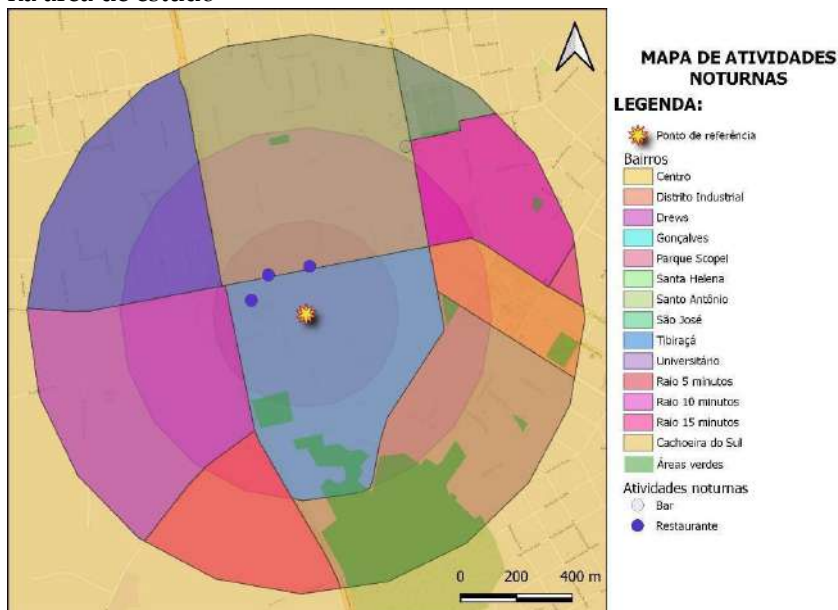 na área de estudo
MAPA DE ATIVIDADES
NOTURNAS
LEGENDA:
Ponto de referência
Bairros
Centro
Distrito Industrial
Drews
Gonçalves
Parque Scopel
Santa Helena
Santo Antônio
São José
Tibiraçá
Universitário
Raio 5 minutos
Raio 10 minutos
Raio 15 minutos
Cachoeira do Sul
Áreas verdes
Atividades noturnas
Bar
Restaurante
0 200 400 m